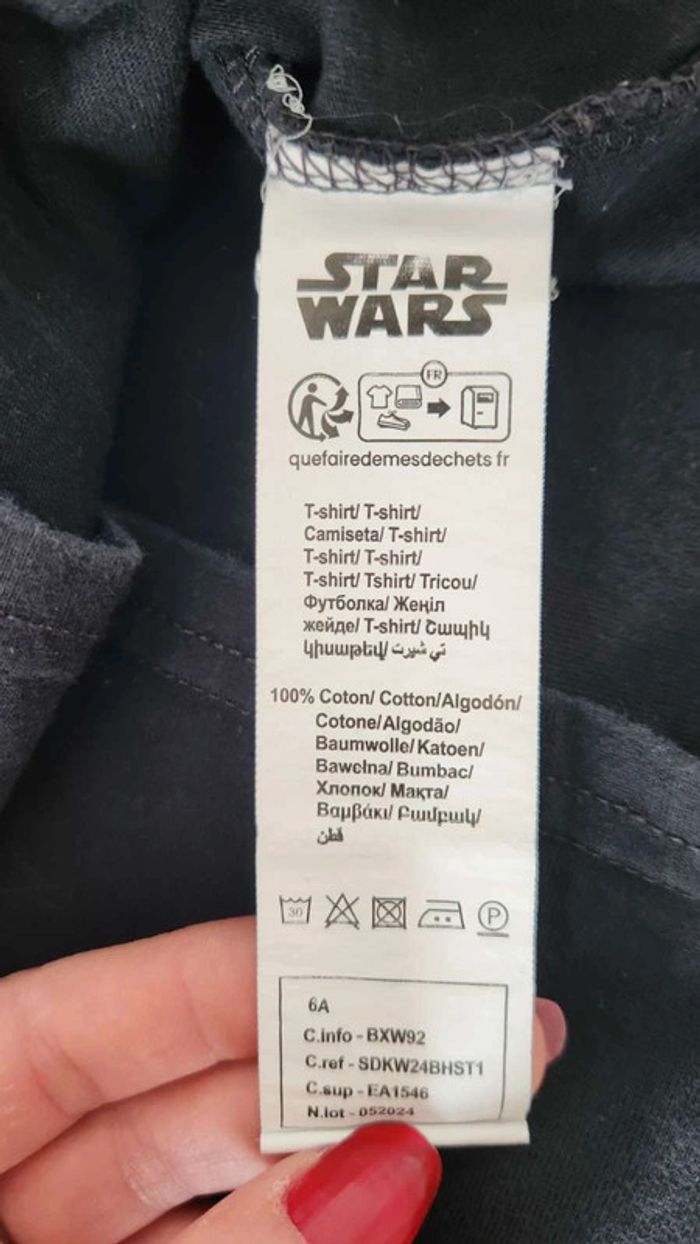 STAR
WARS
FR
quefairedemesdechets fr
T-shirt/ T-shirt/
Camiseta/ T-shirt/
T-shirt/ T-shirt/
T-shirt/ Tshirt/ Tricou/
Футболка/ Жеңіл
жейде/ T-shirt/ Շապիկ
կիսաթեվ/ تي شيرت
100% Coton/ Cotton/Algodón/
Cotone/Algodão/
Baumwolle/ Katoen/
Bawełna/ Bumbac/
Хлопок/ Мақта/
Βαμβάκι/ Բամբակ/
قطن
30
P
6A
C.info - BXW92
C.ref - SDKW24BHST1
C.sup - EA1546
N.lot - 052024